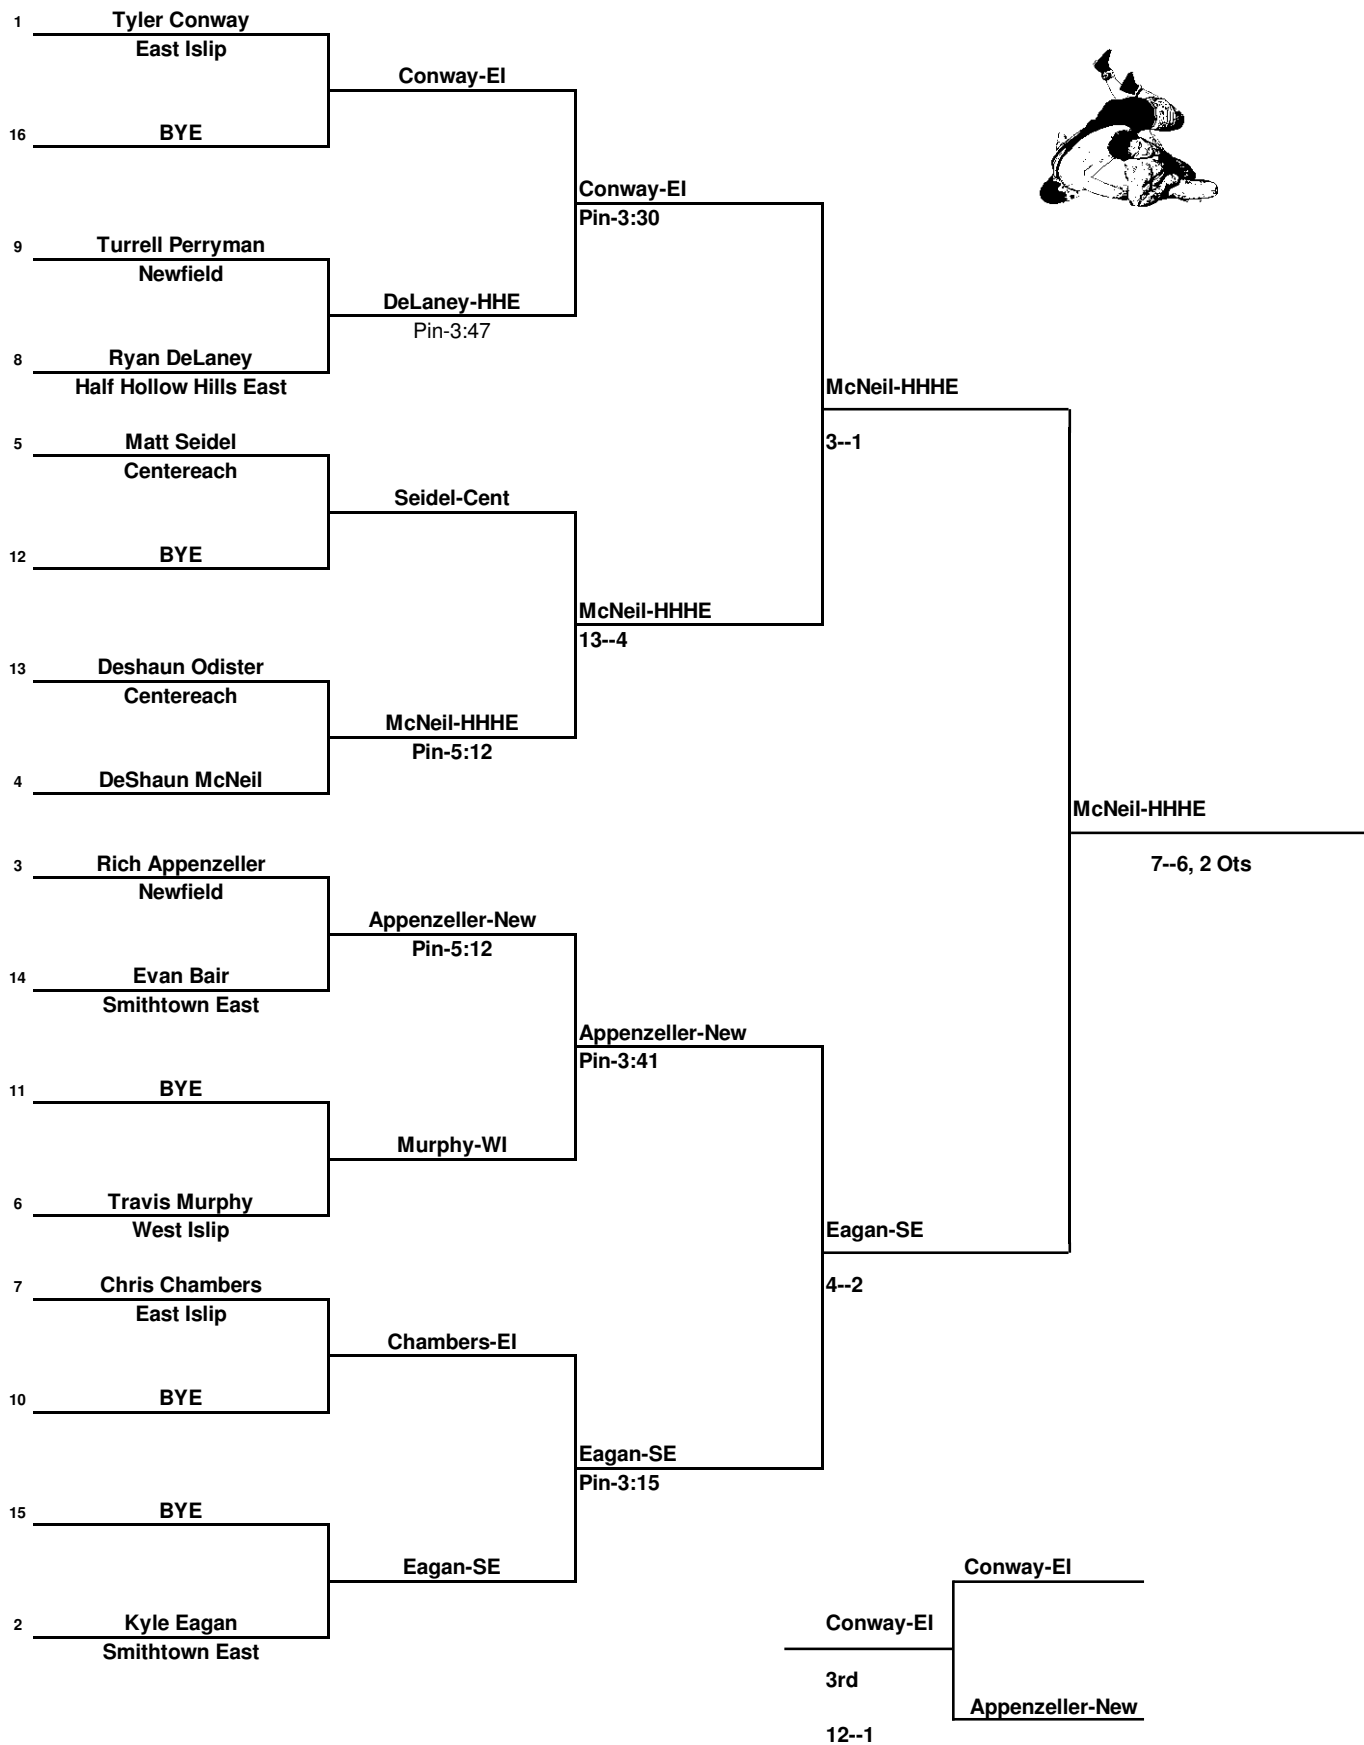 1 Tyler Conway
East Islip
Conway-EI
16 BYE
Conway-EI
Pin-3:30
9 Turrell Perryman
Newfield
DeLaney-HHE
Pin-3:47
8 Ryan DeLaney
Half Hollow Hills East
McNeil-HHHE
3--1
5 Matt Seidel
Centereach
Seidel-Cent
12 BYE
McNeil-HHHE
13--4
13 Deshaun Odister
Centereach
McNeil-HHHE
Pin-5:12
4 DeShaun McNeil
McNeil-HHHE
7--6, 2 Ots
3 Rich Appenzeller
Newfield
Appenzeller-New
Pin-5:12
14 Evan Bair
Smithtown East
Appenzeller-New
Pin-3:41
11 BYE
Murphy-WI
6 Travis Murphy
West Islip
Eagan-SE
4--2
7 Chris Chambers
East Islip
Chambers-EI
10 BYE
Eagan-SE
Pin-3:15
15 BYE
Eagan-SE
2 Kyle Eagan
Smithtown East
Conway-EI
Conway-EI
3rd
Appenzeller-New
12--1